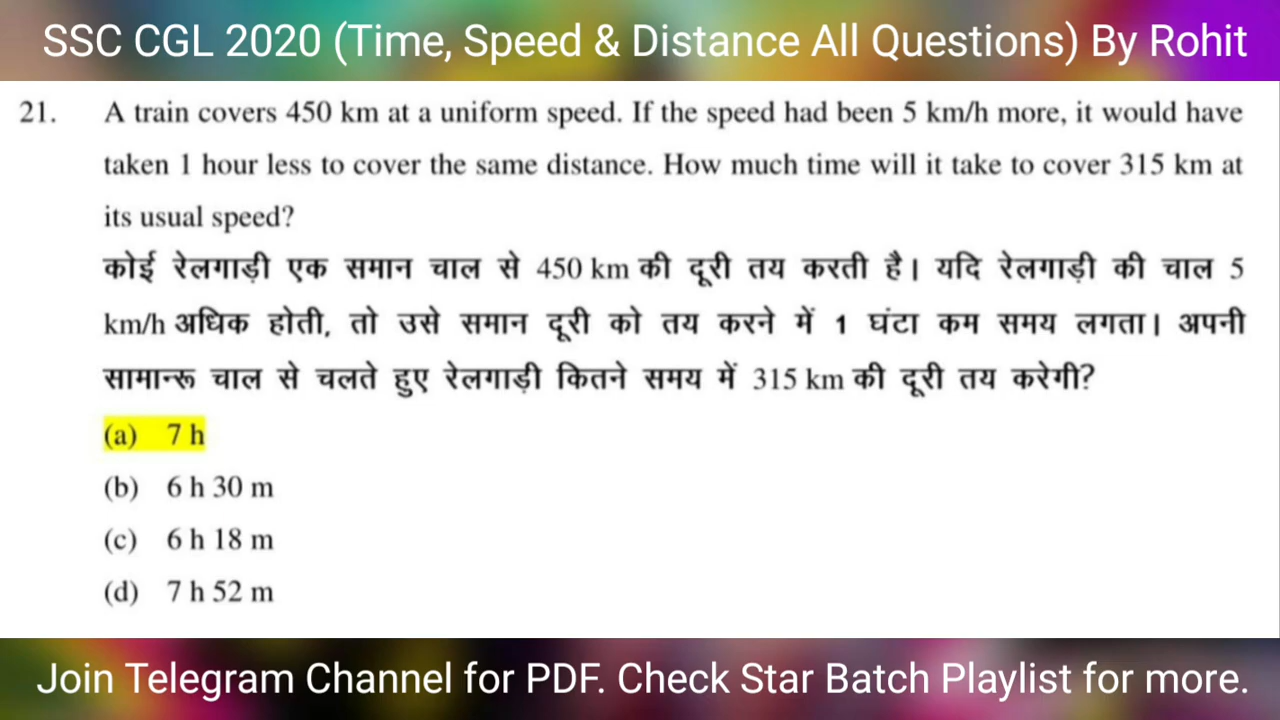 SSC CGL 2020 (Time, Speed & Distance All Questions) By Rohit
21. A train covers 450 km at a uniform speed. If the speed had been 5 km/h more, it would have
taken 1 hour less to cover the same distance. How much time will it take to cover 315 km at
its usual speed?
कोई रेलगाड़ी एक समान चाल से 450 km की दूरी तय करती है। यदि रेलगाड़ी की चाल 5
km/h अधिक होती, तो उसे समान दूरी को तय करने में 1 घंटा कम समय लगता। अपनी
सामान्रू चाल से चलते हुए रेलगाड़ी कितने समय में 315 km की दूरी तय करेगी?
(a) 7 h
(b) 6 h 30 m
(c) 6 h 18 m
(d) 7 h 52 m
Join Telegram Channel for PDF. Check Star Batch Playlist for more.